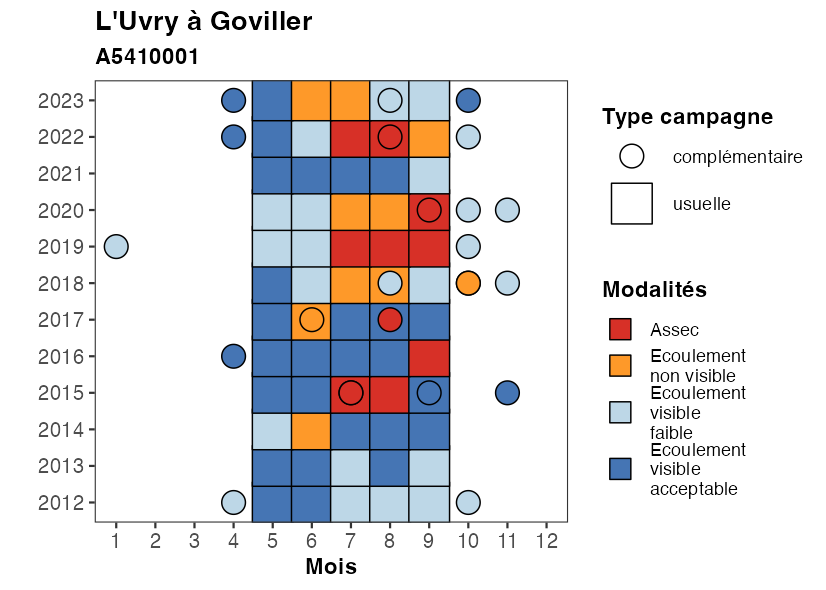 L'Uvry à Goviller
A5410001
2023
2022
2021
2020
2019
2018
2017
2016
2015
2014
2013
2012
1 2 3 4 5 6 7 8 9 10 11 12
Mois
Type campagne
complémentaire
usuelle
Modalités
Assec
Ecoulement
non visible
Ecoulement
visible
faible
Ecoulement
visible
acceptable